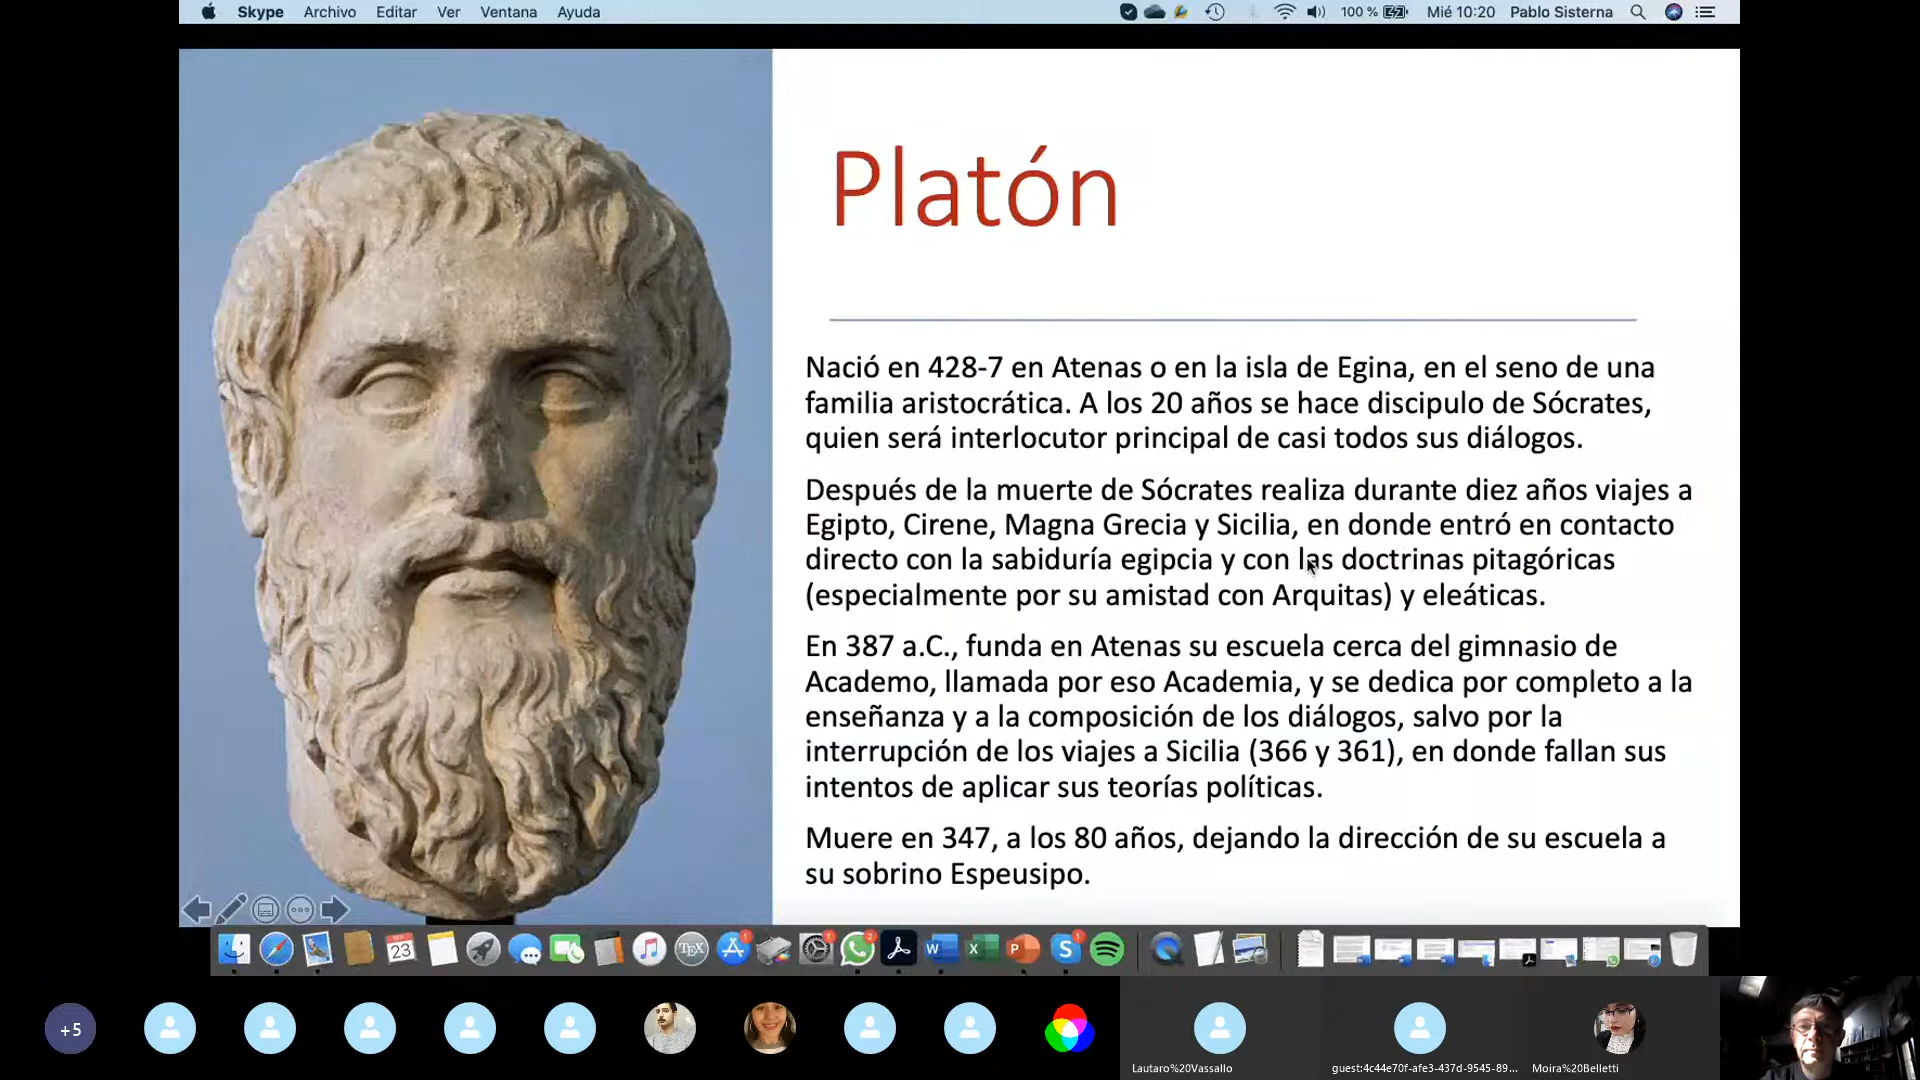 Skype Archivo Editar Ver Ventana Ayuda
100 % Mié 10:20 Pablo Sisterna
Platón
Nació en 428-7 en Atenas o en la isla de Egina, en el seno de una
familia aristocrática. A los 20 años se hace discipulo de Sócrates,
quien será interlocutor principal de casi todos sus diálogos.
Después de la muerte de Sócrates realiza durante diez años viajes a
Egipto, Cirene, Magna Grecia y Sicilia, en donde entró en contacto
directo con la sabiduría egipcia y con las doctrinas pitagóricas
(especialmente por su amistad con Arquitas) y eleáticas.
En 387 a.C., funda en Atenas su escuela cerca del gimnasio de
Academo, llamada por eso Academia, y se dedica por completo a la
enseñanza y a la composición de los diálogos, salvo por la
interrupción de los viajes a Sicilia (366 y 361), en donde fallan sus
intentos de aplicar sus teorías políticas.
Muere en 347, a los 80 años, dejando la dirección de su escuela a
su sobrino Espeusipo.
23 TEX W X P S
+5
Lautaro%20Vassallo guest:4c44e70f-afe3-437d-9545-89... Moira%20Belletti